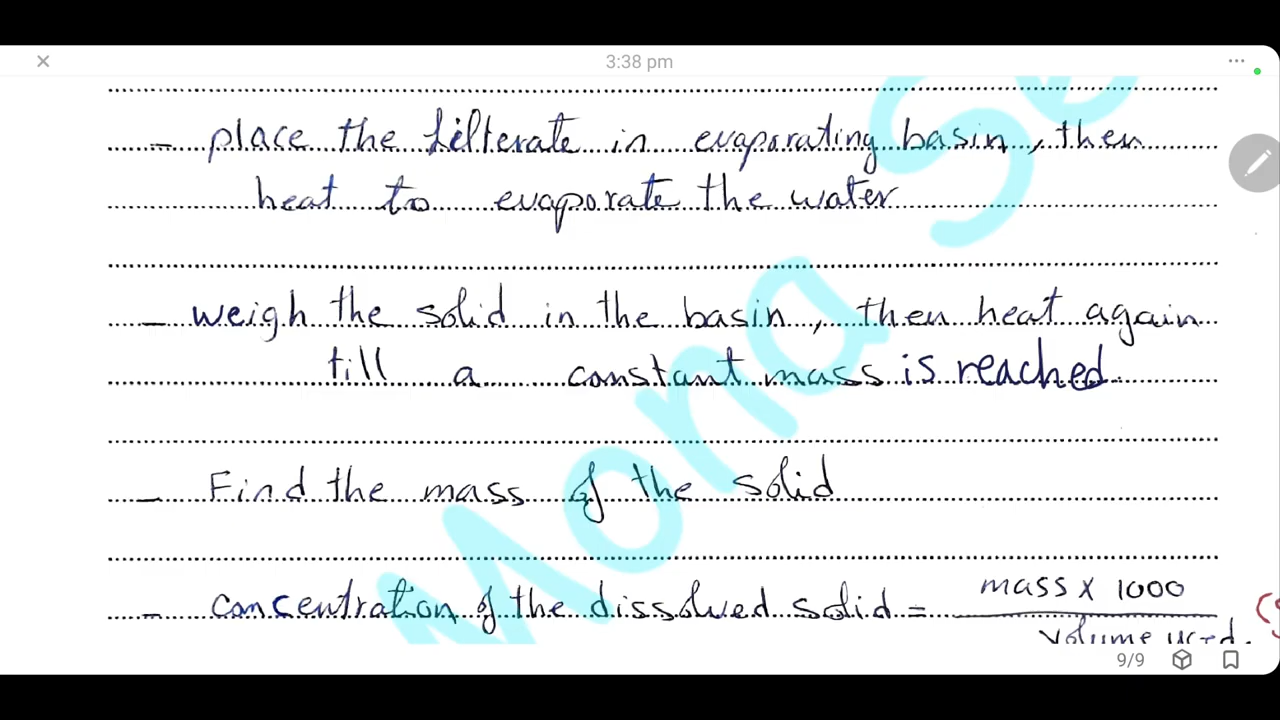 3:38 pm
- place the filterate in evaporating basin, then
heat to evaporate the water
- weigh the solid in the basin, then heat again
till a constant mass is reached.
- Find the mass of the solid
- concentration of the dissolved solid = mass x 1000
volume used.
Mona Se
9/9